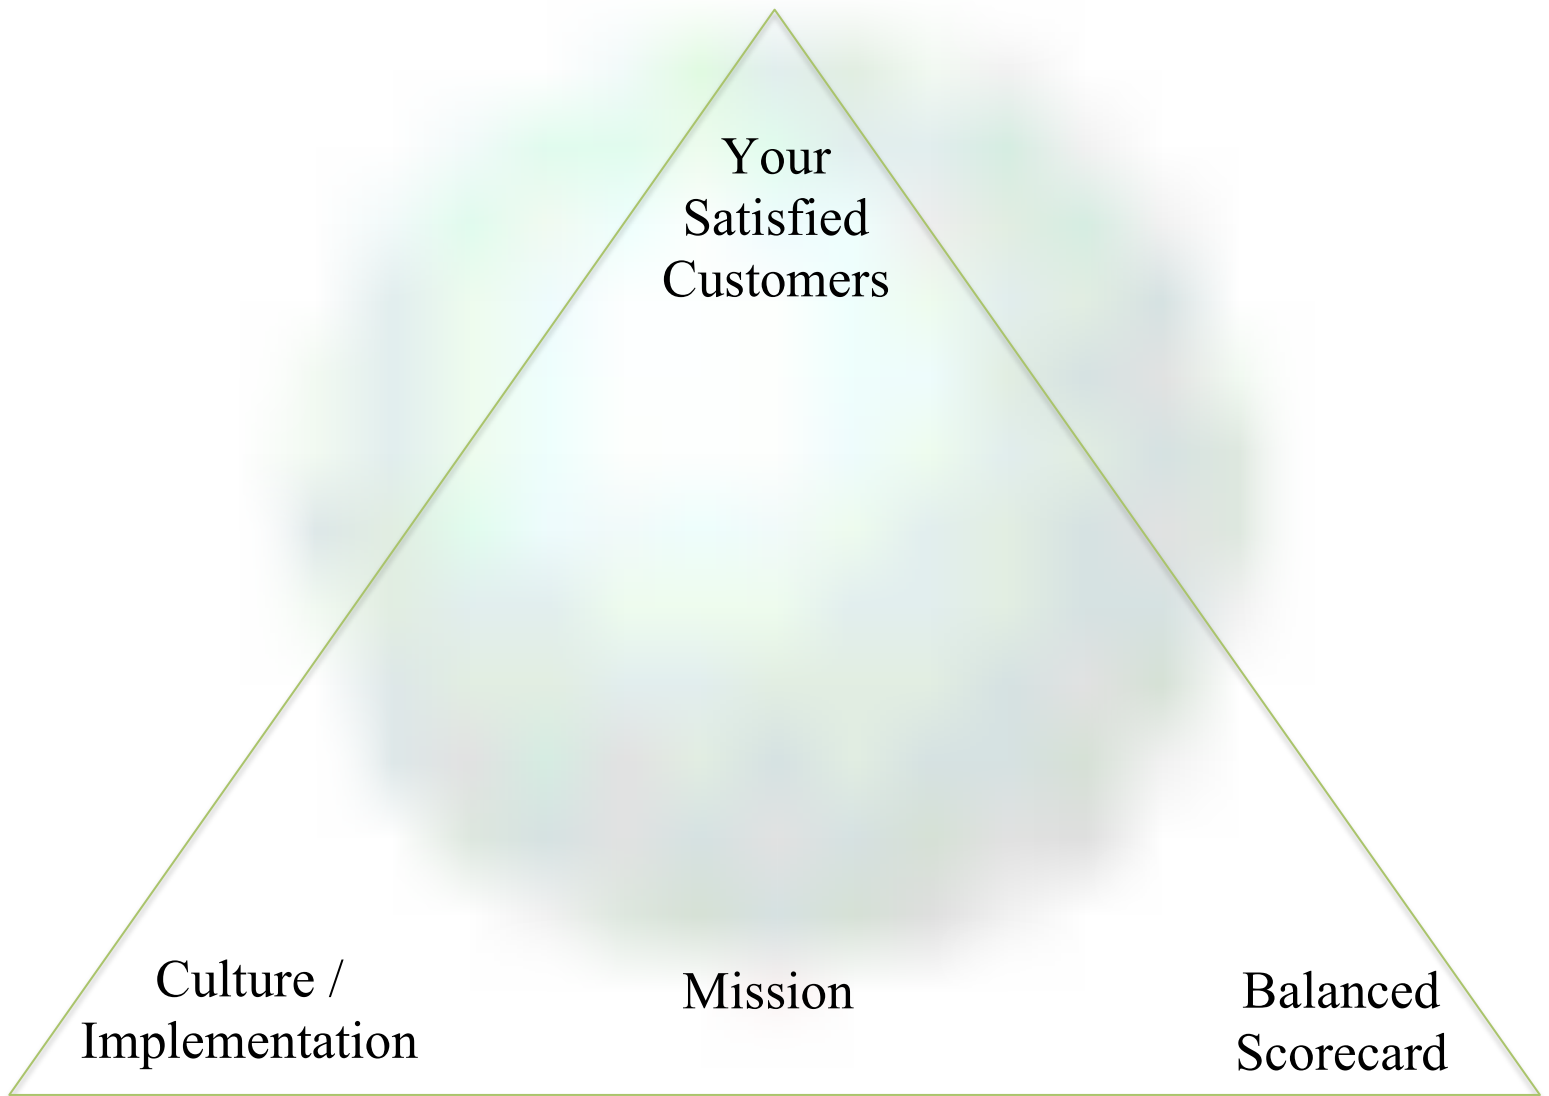 Your
Satisfied
Customers
Culture /
Implementation
Mission
Balanced
Scorecard